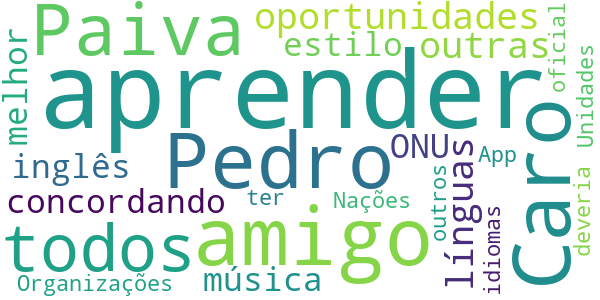 Paiva
oportunidades
oficial
melhor
estilo
outras
Unidades
aprender
Caro
Pedro
ONU
inglês
App
línguas
concordando
ter
Nações
outros
deveria
todos
amigo
idiomas
Organizações
música